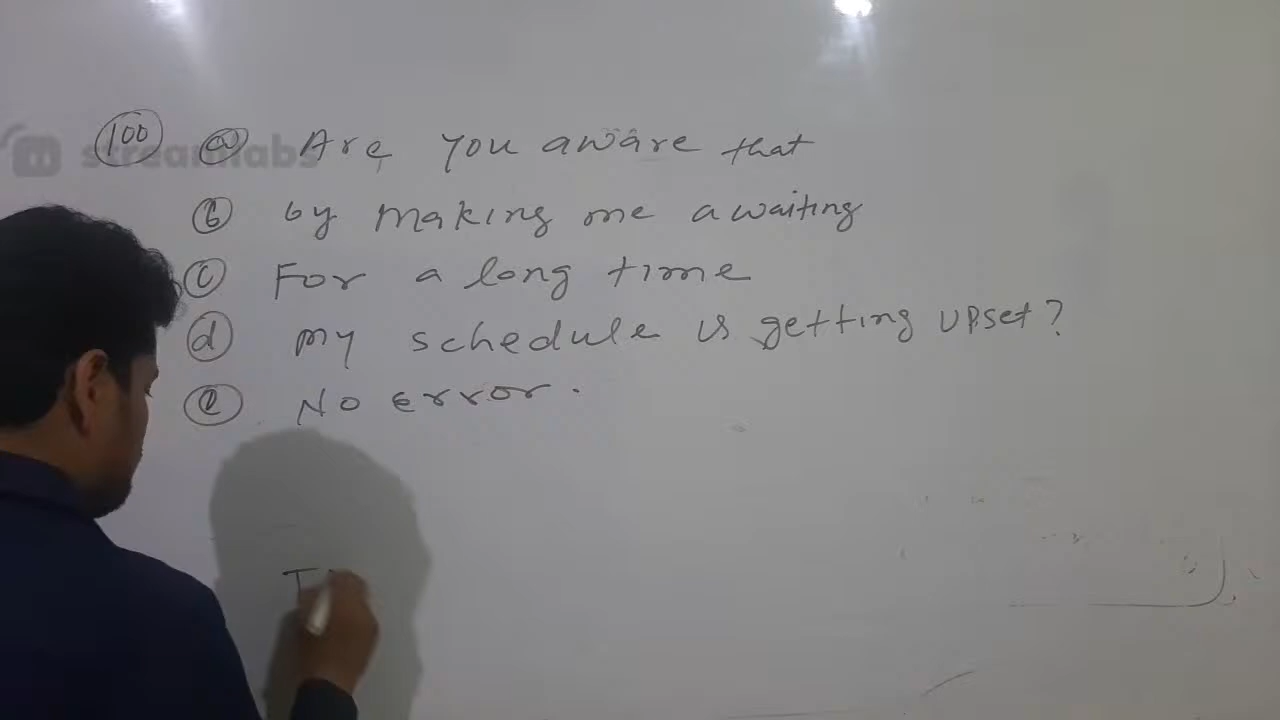 100 a Are you aware that
b by making me awaiting
c For a long time
d my schedule is getting upset?
e No error.
streamlabs